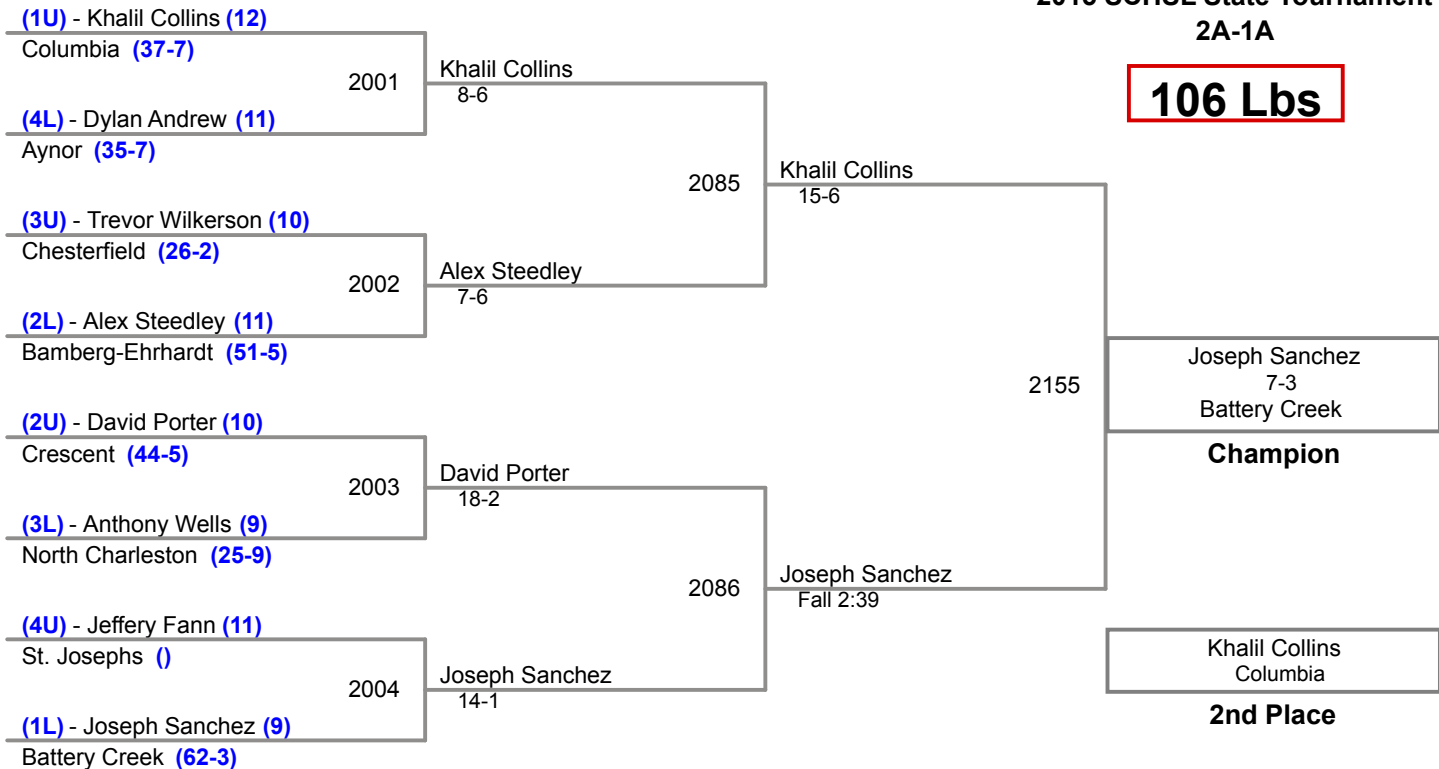 2016 SCHSL State Tournament
2A-1A
106 Lbs
(1U) - Khalil Collins (12)
Columbia (37-7)
2001
(4L) - Dylan Andrew (11)
Aynor (35-7)
Khalil Collins
8-6
(3U) - Trevor Wilkerson (10)
Chesterfield (26-2)
2002
(2L) - Alex Steedley (11)
Bamberg-Ehrhardt (51-5)
Alex Steedley
7-6
2085
Khalil Collins
15-6
(2U) - David Porter (10)
Crescent (44-5)
2003
(3L) - Anthony Wells (9)
North Charleston (25-9)
David Porter
18-2
(4U) - Jeffery Fann (11)
St. Josephs ()
2004
(1L) - Joseph Sanchez (9)
Battery Creek (62-3)
Joseph Sanchez
14-1
2086
Joseph Sanchez
Fall 2:39
2155
Joseph Sanchez
7-3
Battery Creek
Champion
Khalil Collins
Columbia
2nd Place